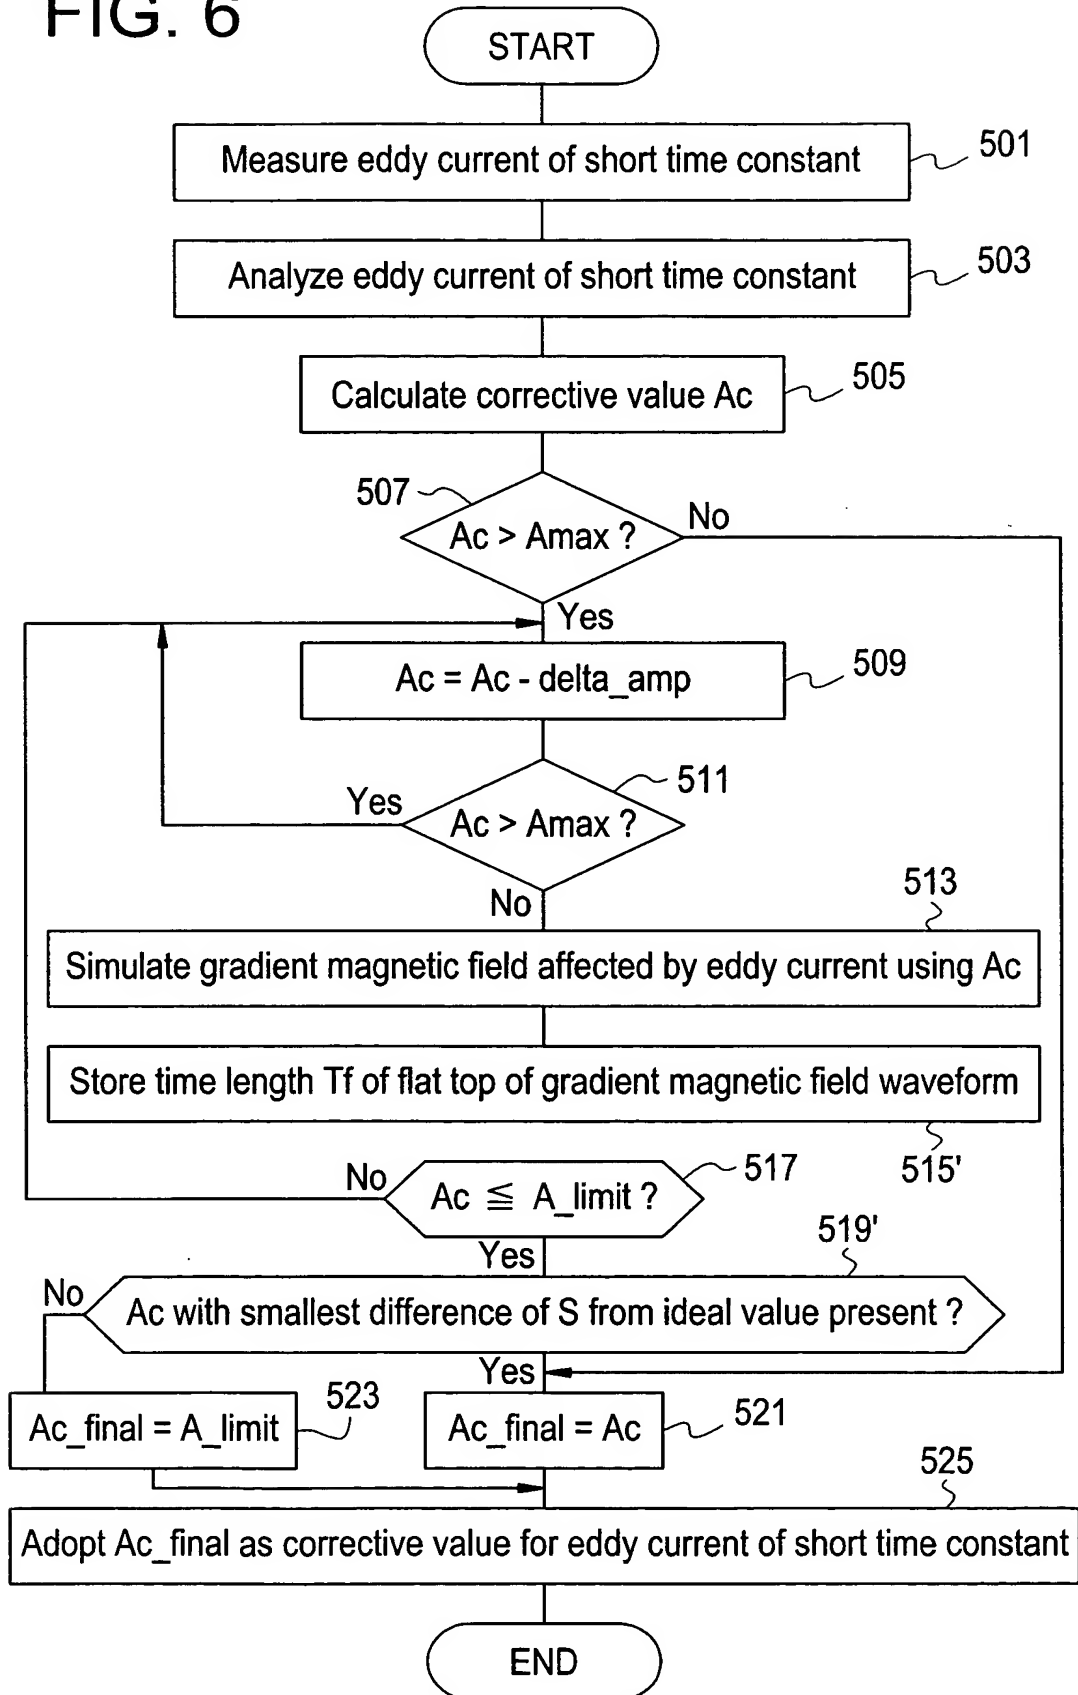 FIG. 6
START
Measure eddy current of short time constant
501
Analyze eddy current of short time constant
503
Calculate corrective value Ac
505
507
Ac > Amax ?
No
Yes
Ac = Ac - delta_amp
509
511
Yes
Ac > Amax ?
No
513
Simulate gradient magnetic field affected by eddy current using Ac
Store time length Tf of flat top of gradient magnetic field waveform
515'
No
Ac ≦ A_limit ?
517
Yes
519'
No
Ac with smallest difference of S from ideal value present ?
Yes
Ac_final = A_limit
523
Ac_final = Ac
521
525
Adopt Ac_final as corrective value for eddy current of short time constant
END